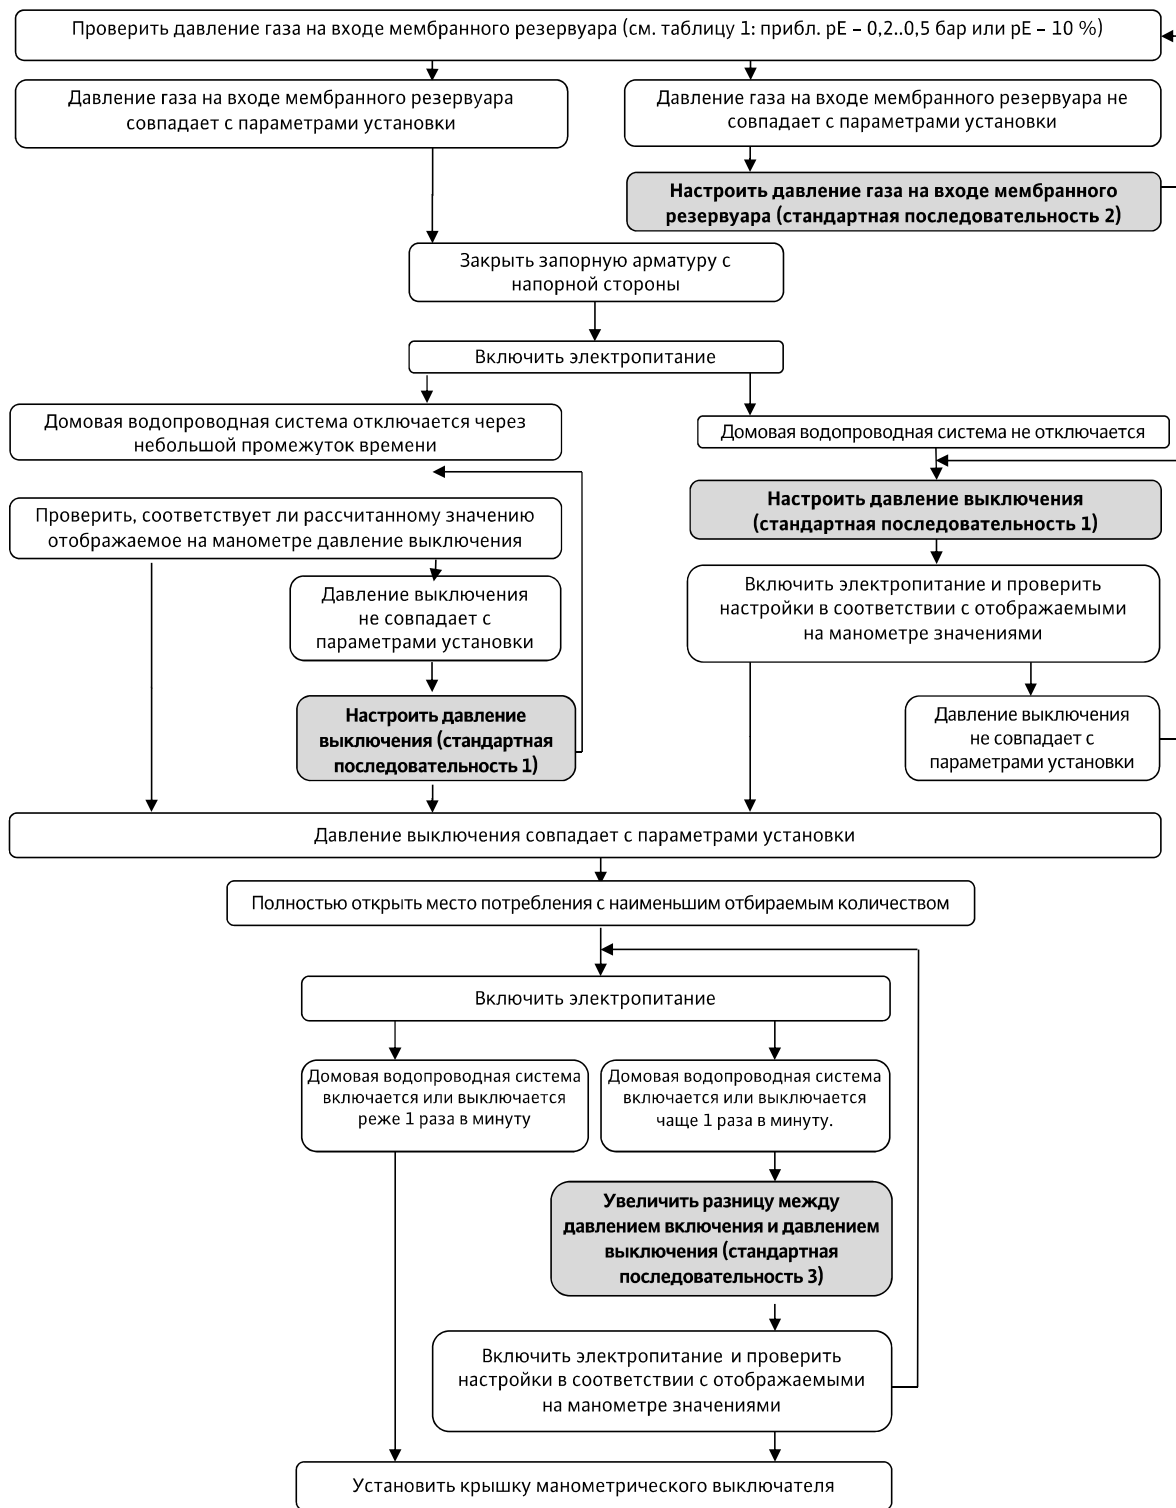 Проверить давление газа на входе мембранного резервуара (см. таблицу 1: прибл. pE – 0,2..0,5 бар или pE – 10 %)
Давление газа на входе мембранного резервуара
совпадает с параметрами установки
Давление газа на входе мембранного резервуара не
совпадает с параметрами установки
Настроить давление газа на входе мембранного
резервуара (стандартная последовательность 2)
Закрыть запорную арматуру с
напорной стороны
Включить электропитание
Домовая водопроводная система отключается через
небольшой промежуток времени
Домовая водопроводная система не отключается
Проверить, соответствует ли рассчитанному значению
отображаемое на манометре давление выключения
Настроить давление выключения
(стандартная последовательность 1)
Давление выключения
не совпадает с
параметрами установки
Включить электропитание и проверить
настройки в соответствии с отображаемыми
на манометре значениями
Настроить давление
выключения (стандартная
последовательность 1)
Давление выключения
не совпадает с
параметрами установки
Давление выключения совпадает с параметрами установки
Полностью открыть место потребления с наименьшим отбираемым количеством
Включить электропитание
Домовая водопроводная система
включается или выключается
реже 1 раза в минуту
Домовая водопроводная система
включается или выключается
чаще 1 раза в минуту.
Увеличить разницу между
давлением включения и давлением
выключения (стандартная
последовательность 3)
Включить электропитание и проверить
настройки в соответствии с отображаемыми
на манометре значениями
Установить крышку манометрического выключателя